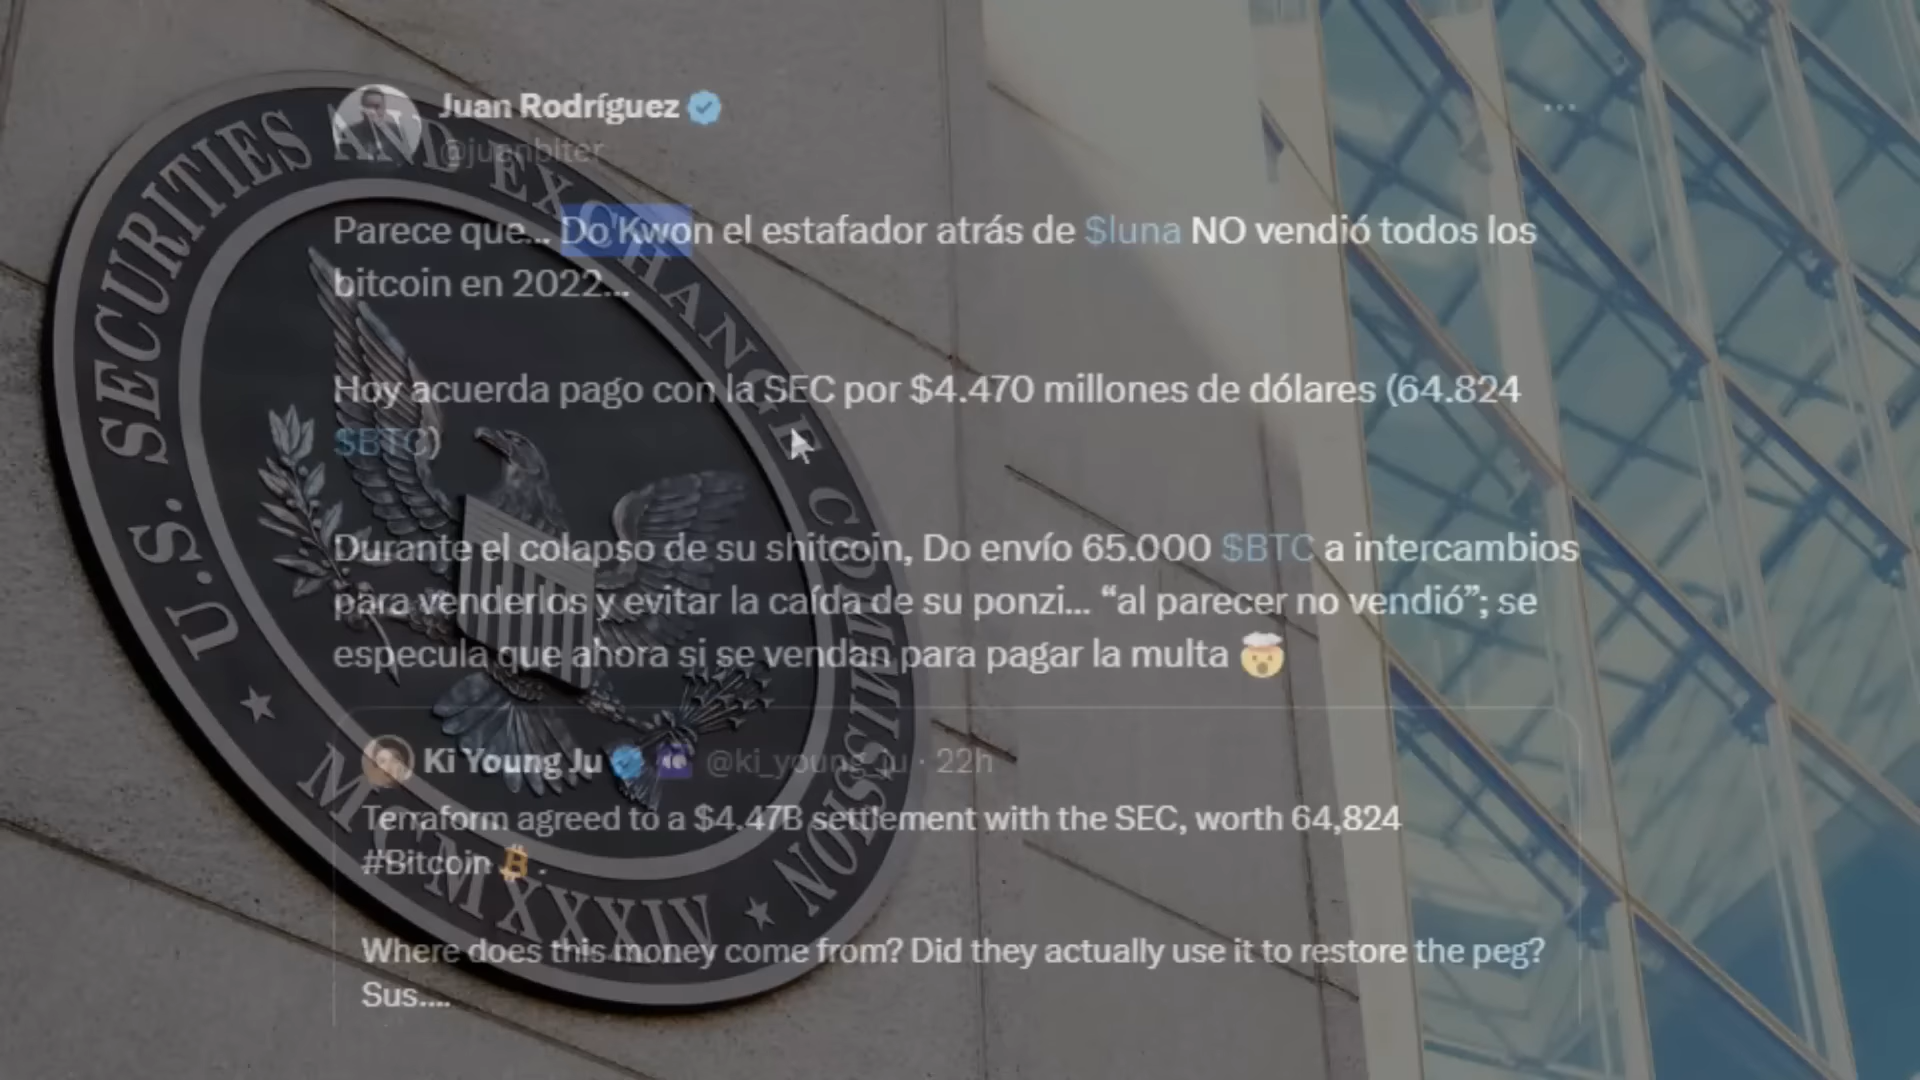 U.S. SECURITIES AND EXCHANGE COMMISSION
MCMXXXIV
Juan Rodríguez
@juanbiter
Parece que... Do Kwon el estafador atrás de $luna NO vendió todos los
bitcoin en 2022...
Hoy acuerda pago con la SEC por $4.470 millones de dólares (64.824
$BTC)
Durante el colapso de su shitcoin, Do envío 65.000 $BTC a intercambios
para venderlos y evitar la caída de su ponzi... “al parecer no vendió”; se
especula que ahora si se vendan para pagar la multa 🤯
Ki Young Ju @ki_young_ju · 22h
Terraform agreed to a $4.47B settlement with the SEC, worth 64,824
#Bitcoin .
Where does this money come from? Did they actually use it to restore the peg?
Sus....